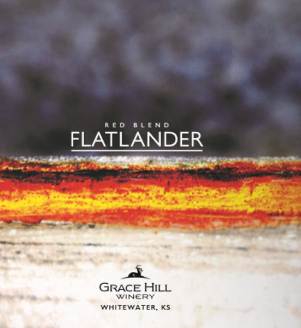 RED BLEND
FLATLANDER
GRACE HILL
WINERY
WHITEWATER, KS